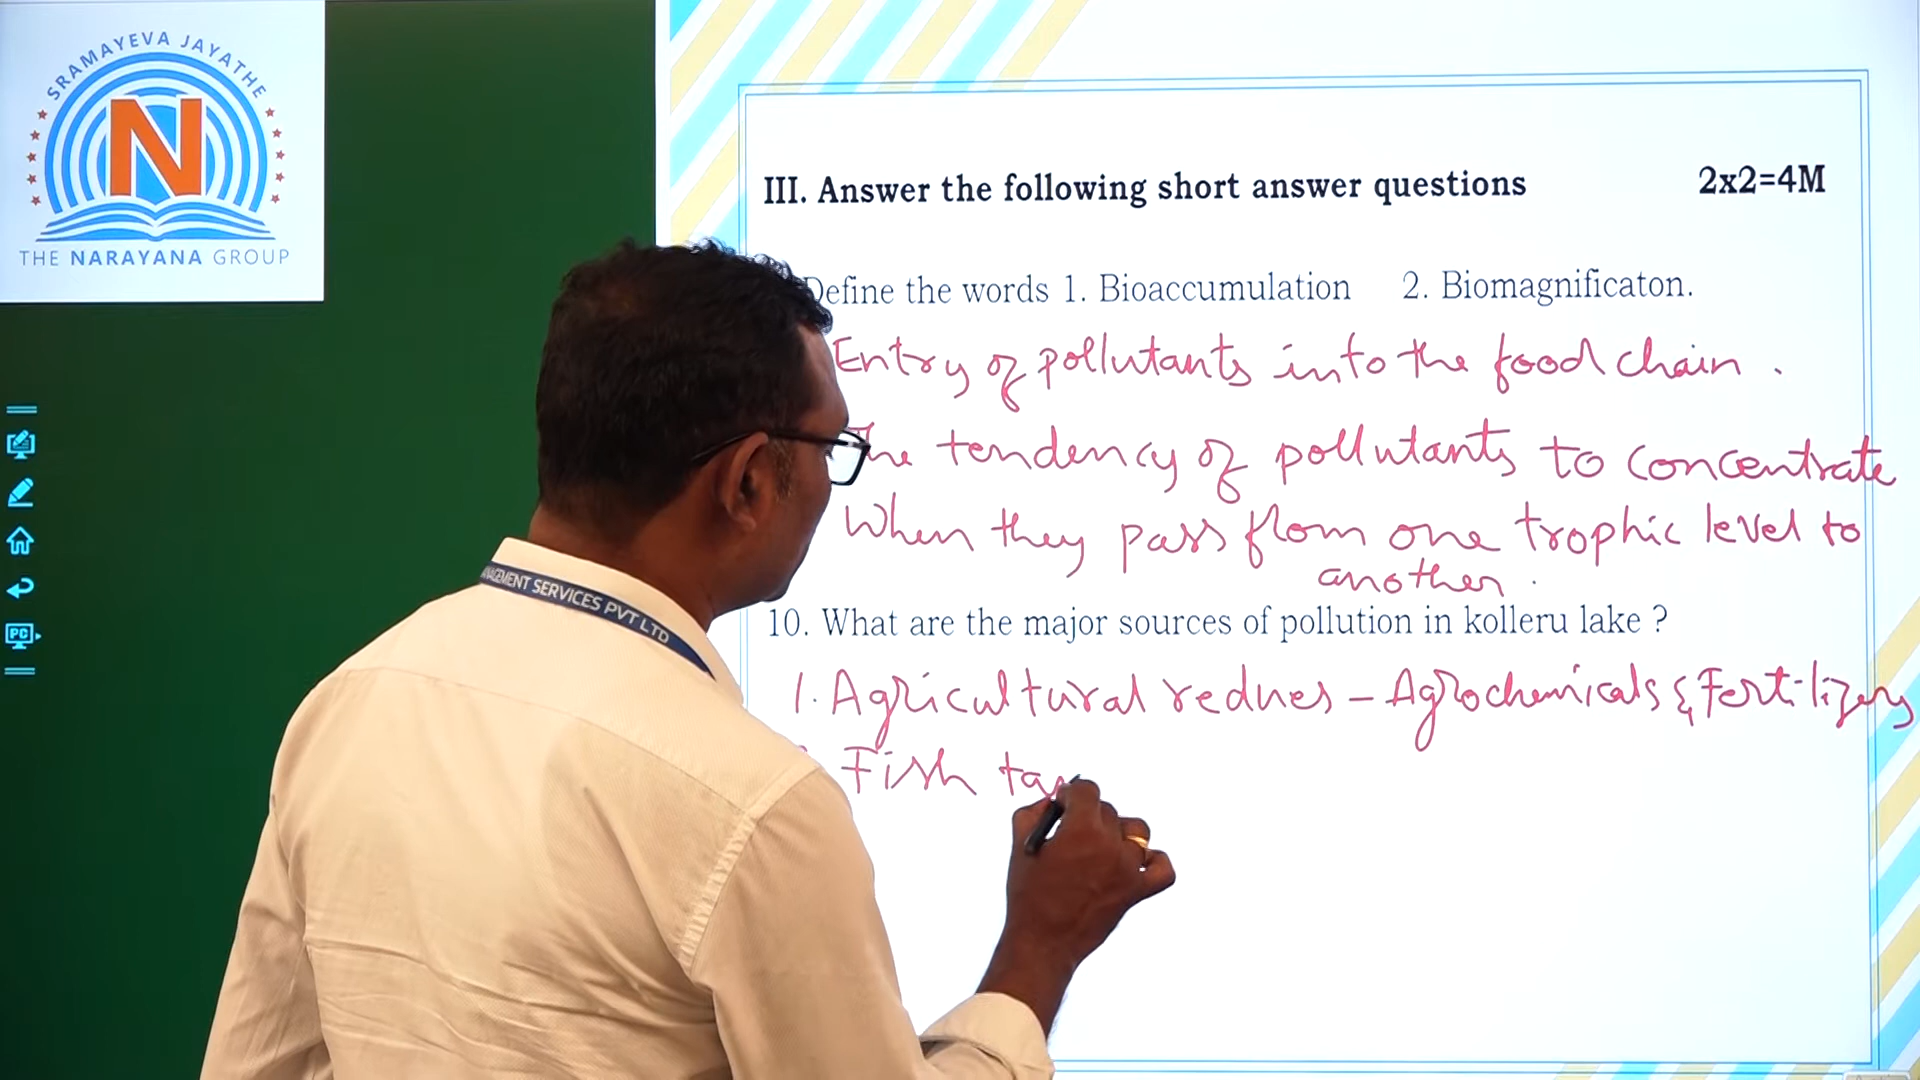 SRAMAYEVA JAYATHE
N
THE NARAYANA GROUP
III. Answer the following short answer questions 2x2=4M
Define the words 1. Bioaccumulation 2. Biomagnificaton.
Entry of pollutants into the food chain.
The tendency of pollutants to concentrate
When they pass from one trophic level to
another.
10. What are the major sources of pollution in kolleru lake ?
1. Agricultural - Agrochemicals & Fertilizers
Fish
MANAGEMENT SERVICES PVT LTD
PC